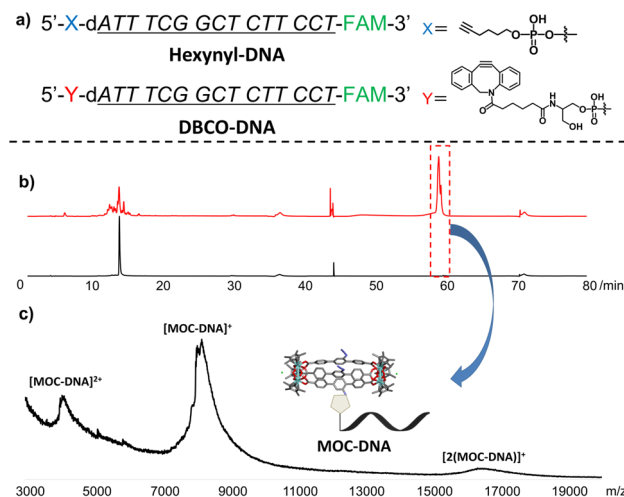 a) 5’-X-dATT TCG GCT CTT CCT-FAM-3’ X=
Hexynyl-DNA
5’-Y-dATT TCG GCT CTT CCT-FAM-3’ Y=
DBCO-DNA
O OH
P
O
O
N
O
O
H
N
OH
O OH
P
O
O
b)
0 10 20 30 40 50 60 70 80 /min
c)
[MOC-DNA]²⁺
[MOC-DNA]⁺
MOC-DNA
[2(MOC-DNA)]⁺
3000 5000 7000 9000 11000 13000 15000 17000 19000 m/z